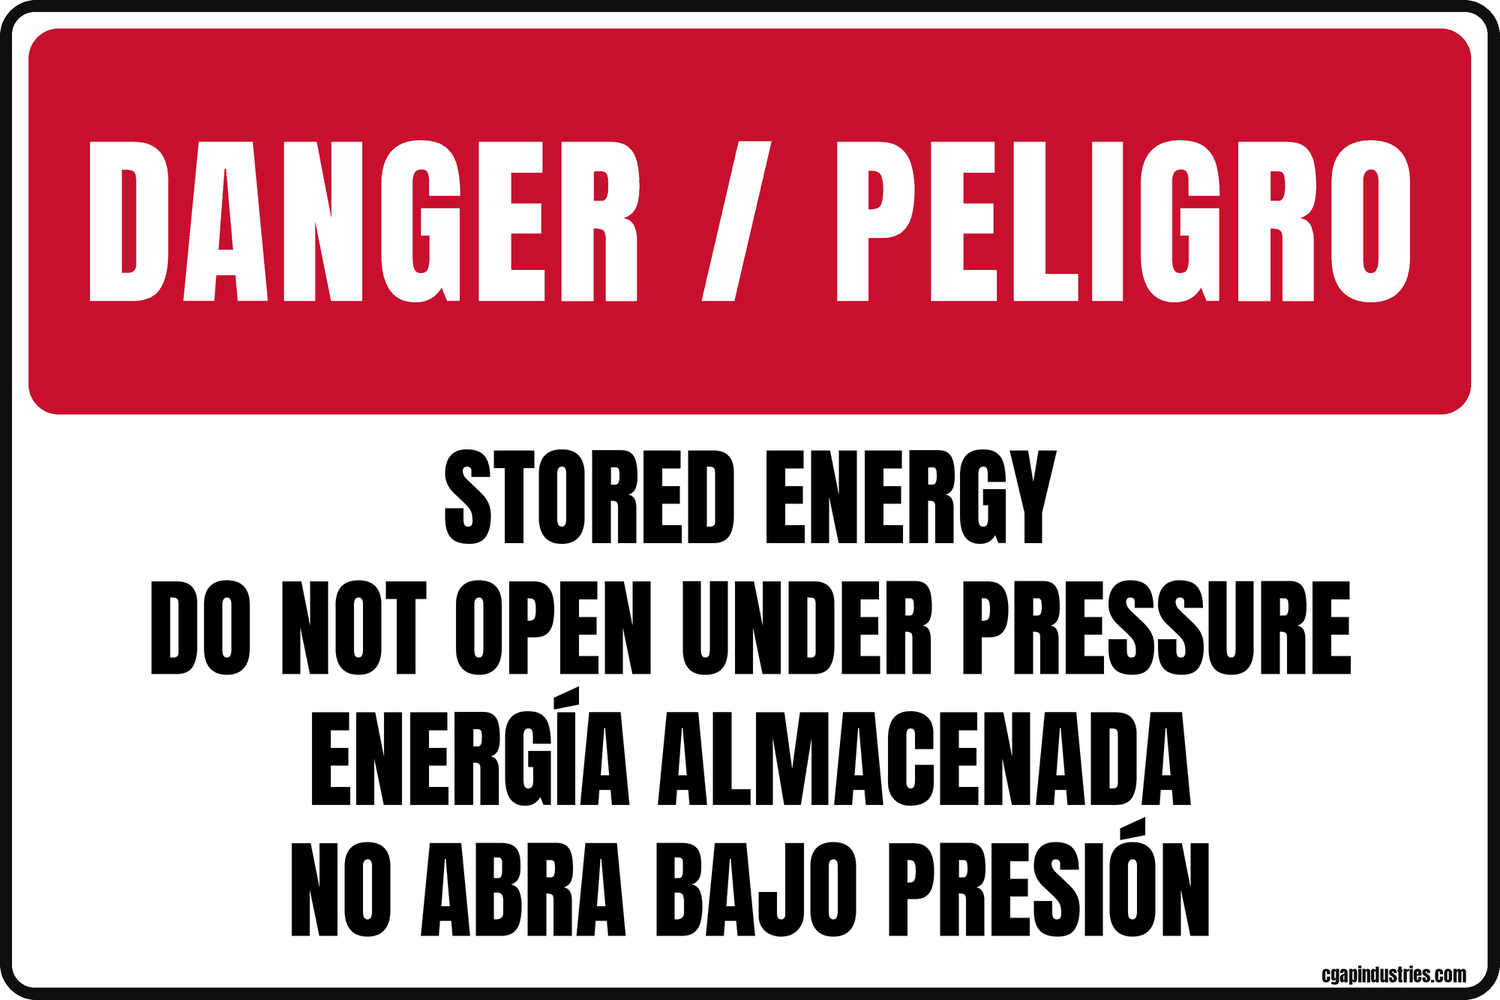 DANGER / PELIGRO
STORED ENERGY
DO NOT OPEN UNDER PRESSURE
ENERGÍA ALMACENADA
NO ABRA BAJO PRESIÓN
cgapindustries.com